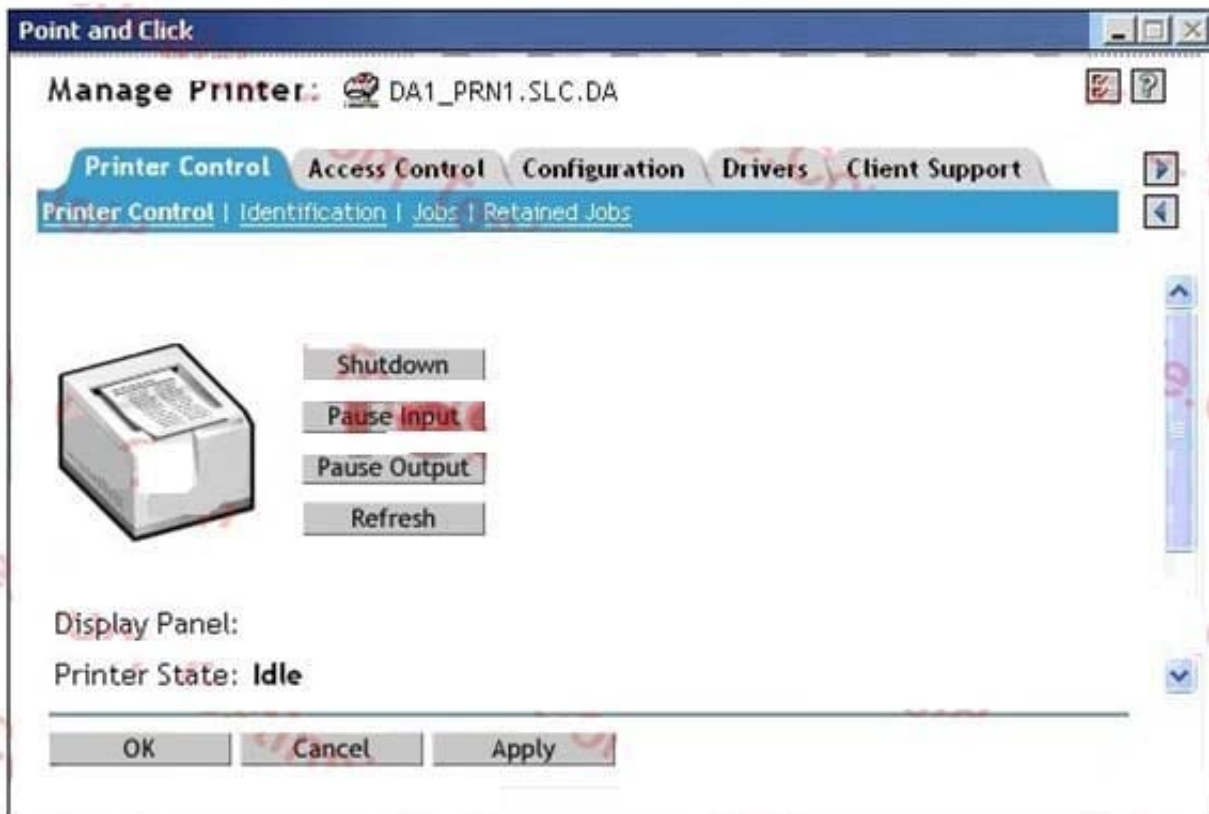 Point and Click
Manage Printer: DA1_PRN1.SLC.DA
Printer Control Access Control Configuration Drivers Client Support
Printer Control | Identification | Jobs | Retained Jobs
Shutdown
Pause Input
Pause Output
Refresh
Display Panel:
Printer State: Idle
OK Cancel Apply